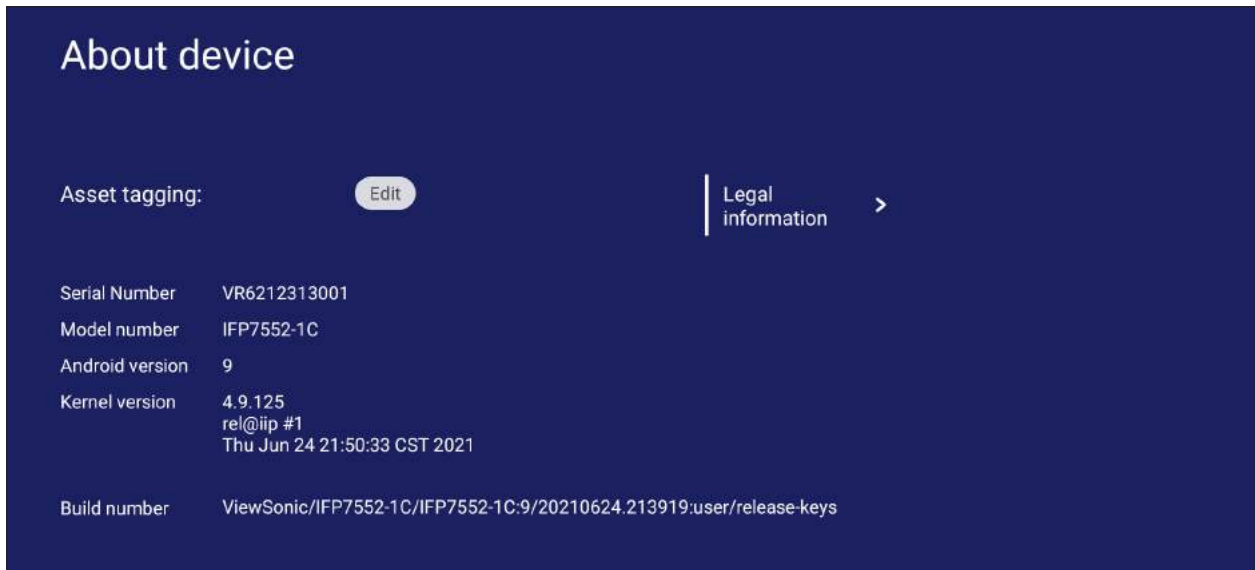 About device
Asset tagging:
Edit
Legal
information
Serial Number VR6212313001
Model number IFP7552-1C
Android version 9
Kernel version 4.9.125
rel@iip #1
Thu Jun 24 21:50:33 CST 2021
Build number ViewSonic/IFP7552-1C/IFP7552-1C:9/20210624.213919:user/release-keys